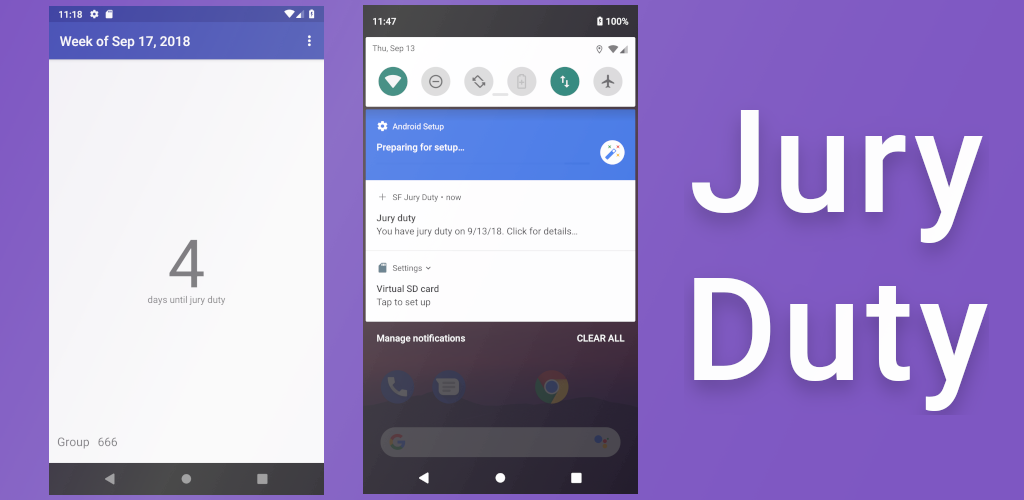 11:18
Week of Sep 17, 2018
4
days until jury duty
Group 666
11:47
100%
Thu, Sep 13
Android Setup
Preparing for setup…
SF Jury Duty • now
Jury duty
You have jury duty on 9/13/18. Click for details…
Settings
Virtual SD card
Tap to set up
Manage notifications
CLEAR ALL
G
Jury
Duty